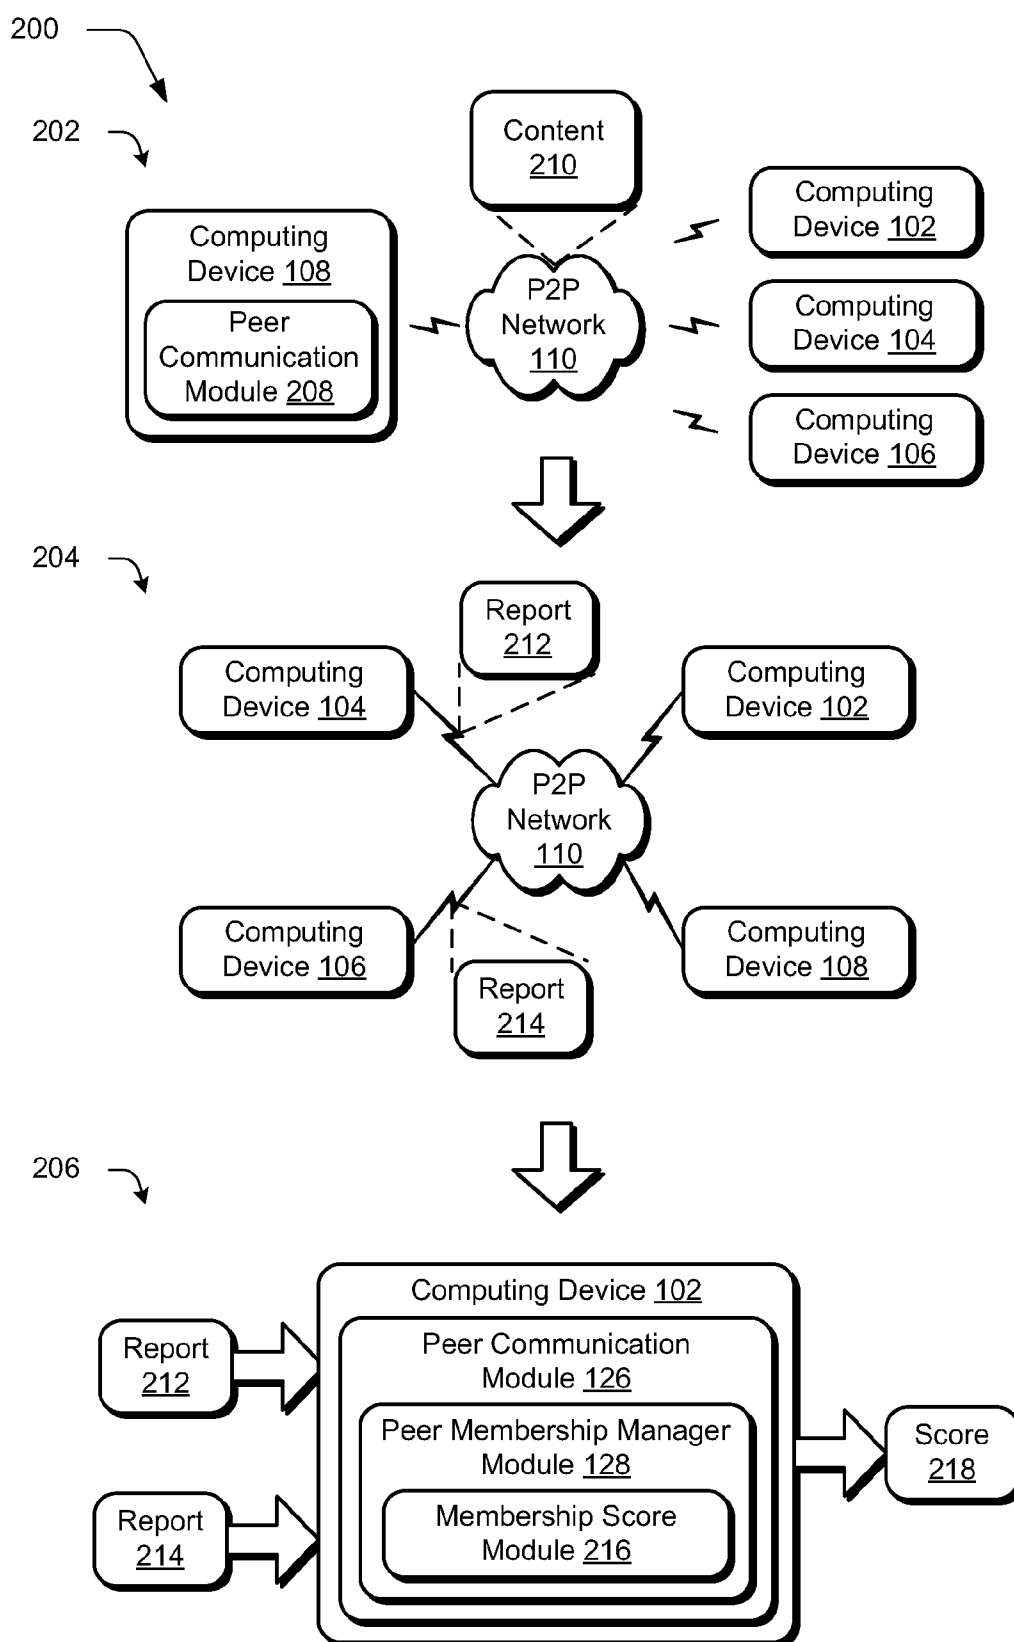 200
202
Content
210
Computing
Device 102
Computing
Device 108
Peer
Communication
Module 208
P2P
Network
110
Computing
Device 104
Computing
Device 106
204
Report
212
Computing
Device 104
Computing
Device 102
P2P
Network
110
Computing
Device 106
Computing
Device 108
Report
214
206
Computing Device 102
Report
212
Peer Communication
Module 126
Peer Membership Manager
Module 128
Score
218
Report
214
Membership Score
Module 216